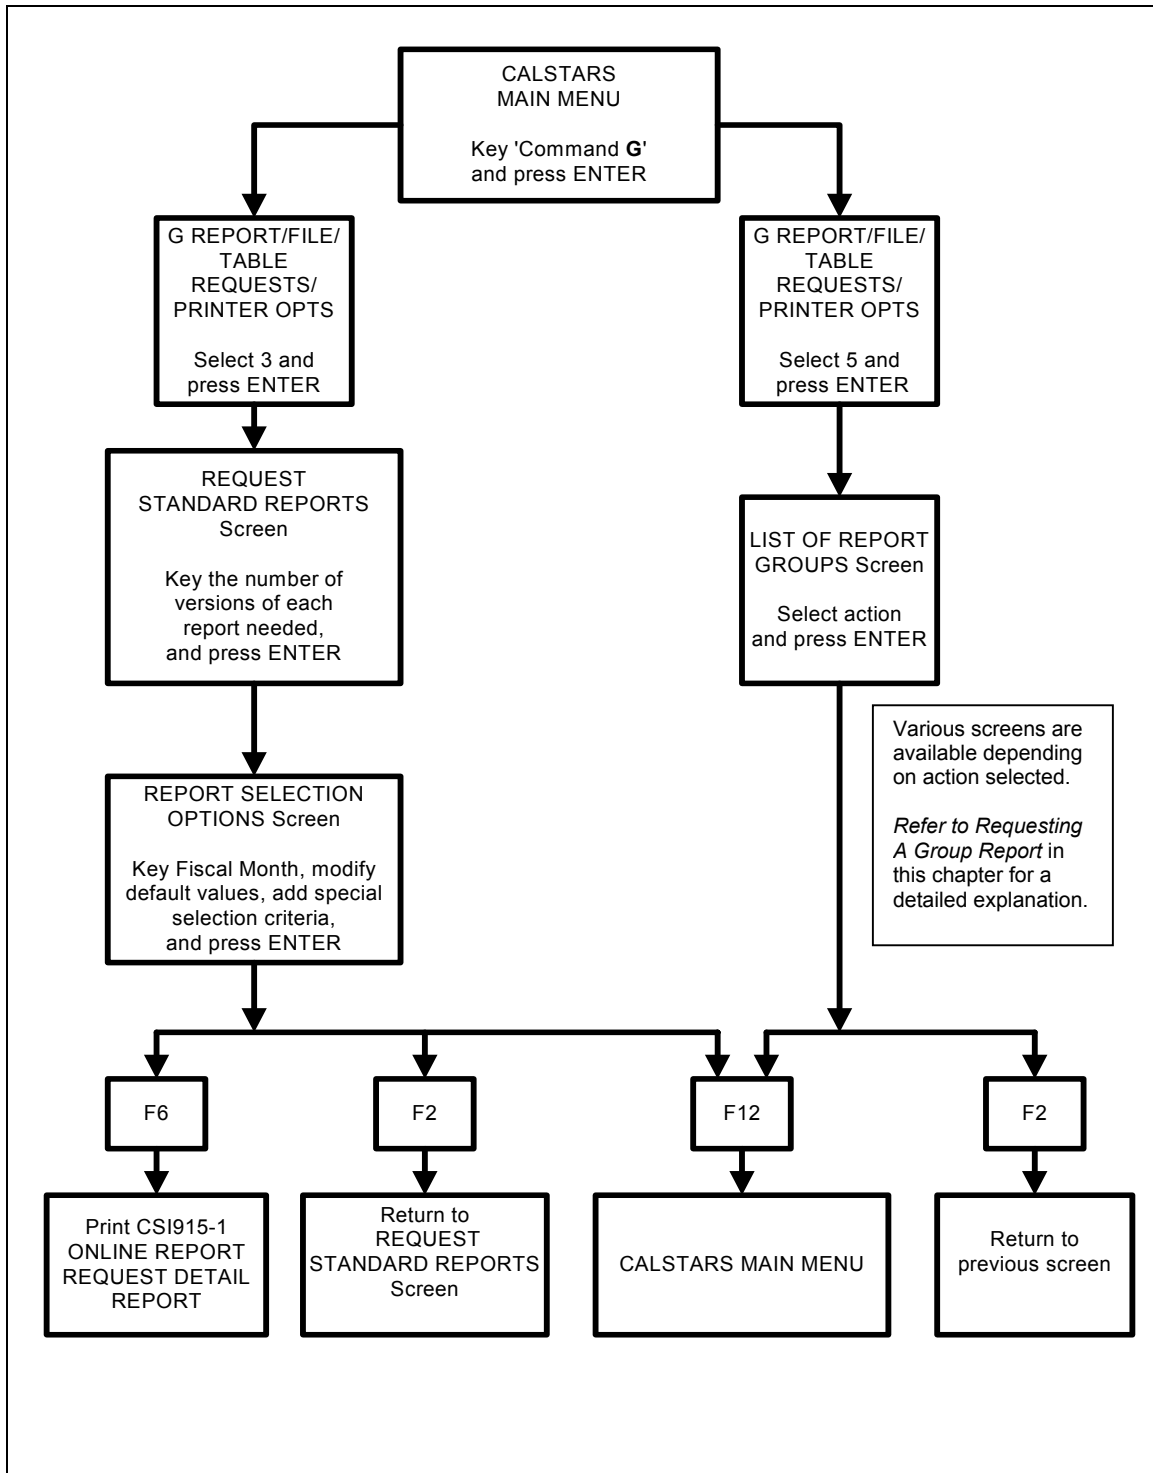 CALSTARS
MAIN MENU
Key 'Command G'
and press ENTER
G REPORT/FILE/
TABLE
REQUESTS/
PRINTER OPTS
Select 3 and
press ENTER
G REPORT/FILE/
TABLE
REQUESTS/
PRINTER OPTS
Select 5 and
press ENTER
REQUEST
STANDARD REPORTS
Screen
Key the number of
versions of each
report needed,
and press ENTER
LIST OF REPORT
GROUPS Screen
Select action
and press ENTER
Various screens are
available depending
on action selected.
Refer to Requesting
A Group Report in
this chapter for a
detailed explanation.
REPORT SELECTION
OPTIONS Screen
Key Fiscal Month, modify
default values, add special
selection criteria,
and press ENTER
F6
F2
F12
F2
Print CSI915-1
ONLINE REPORT
REQUEST DETAIL
REPORT
Return to
REQUEST
STANDARD REPORTS
Screen
CALSTARS MAIN MENU
Return to
previous screen